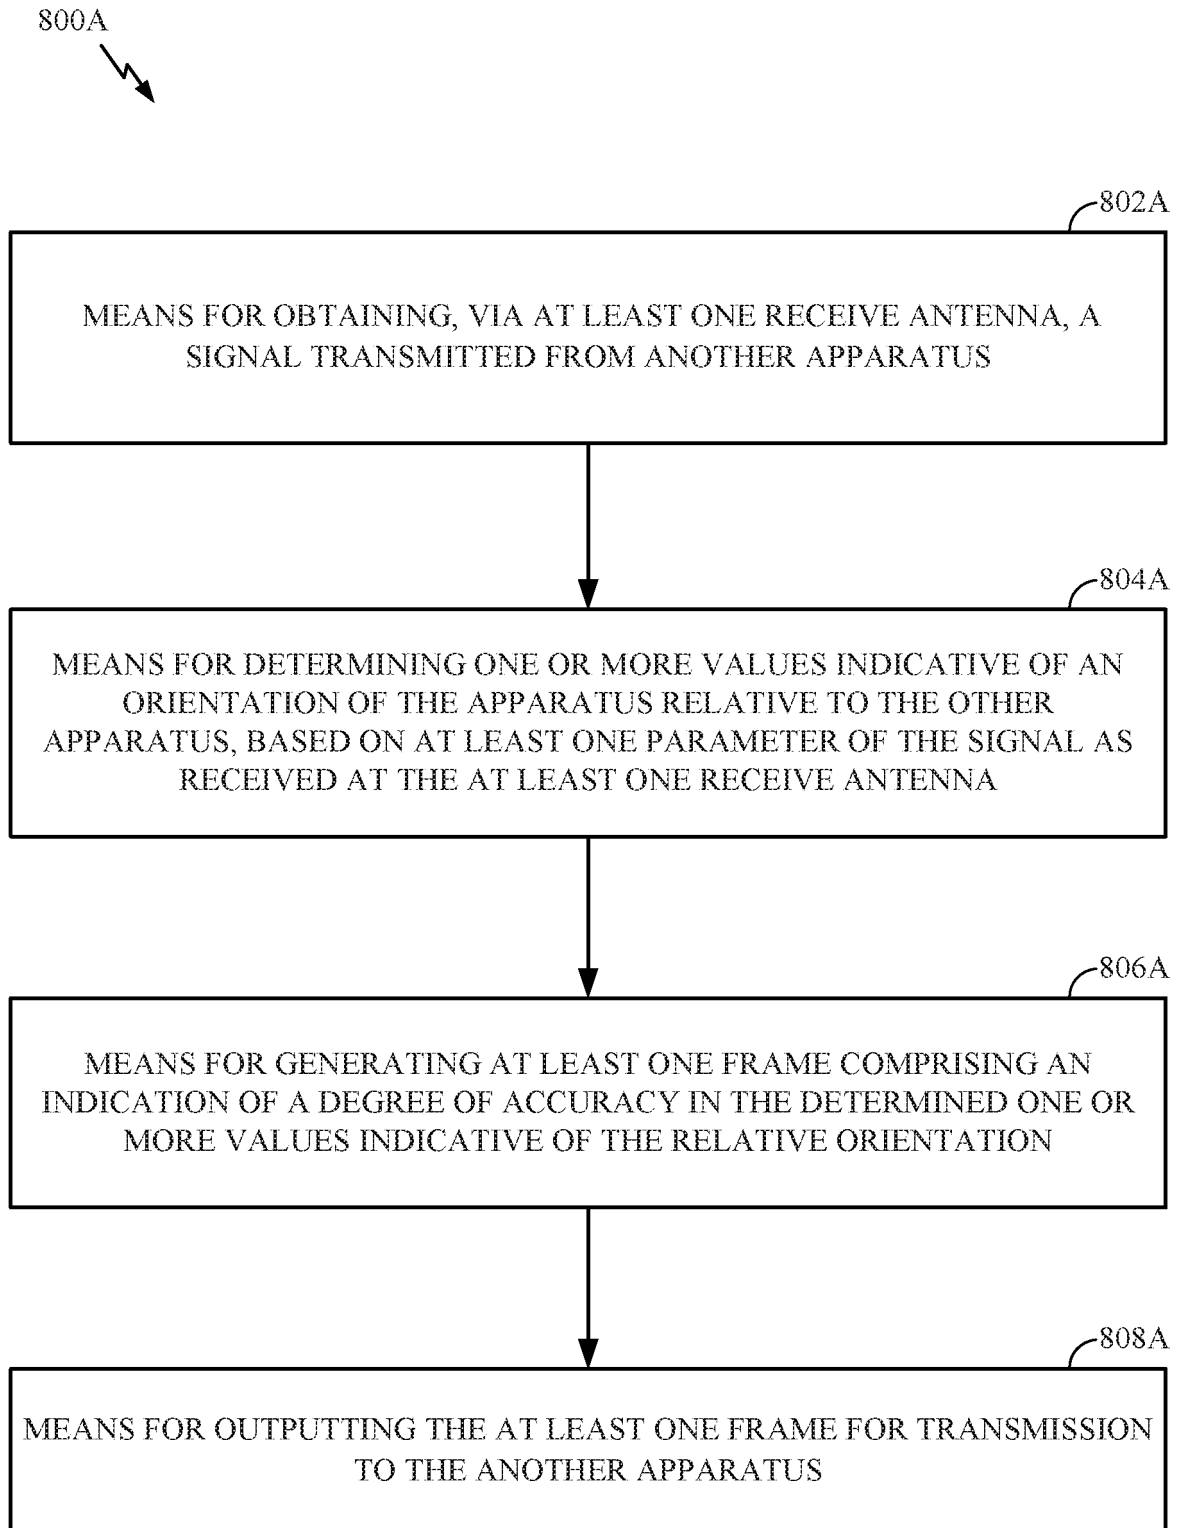 800A
802A
MEANS FOR OBTAINING, VIA AT LEAST ONE RECEIVE ANTENNA, A
SIGNAL TRANSMITTED FROM ANOTHER APPARATUS
804A
MEANS FOR DETERMINING ONE OR MORE VALUES INDICATIVE OF AN
ORIENTATION OF THE APPARATUS RELATIVE TO THE OTHER
APPARATUS, BASED ON AT LEAST ONE PARAMETER OF THE SIGNAL AS
RECEIVED AT THE AT LEAST ONE RECEIVE ANTENNA
806A
MEANS FOR GENERATING AT LEAST ONE FRAME COMPRISING AN
INDICATION OF A DEGREE OF ACCURACY IN THE DETERMINED ONE OR
MORE VALUES INDICATIVE OF THE RELATIVE ORIENTATION
808A
MEANS FOR OUTPUTTING THE AT LEAST ONE FRAME FOR TRANSMISSION
TO THE ANOTHER APPARATUS